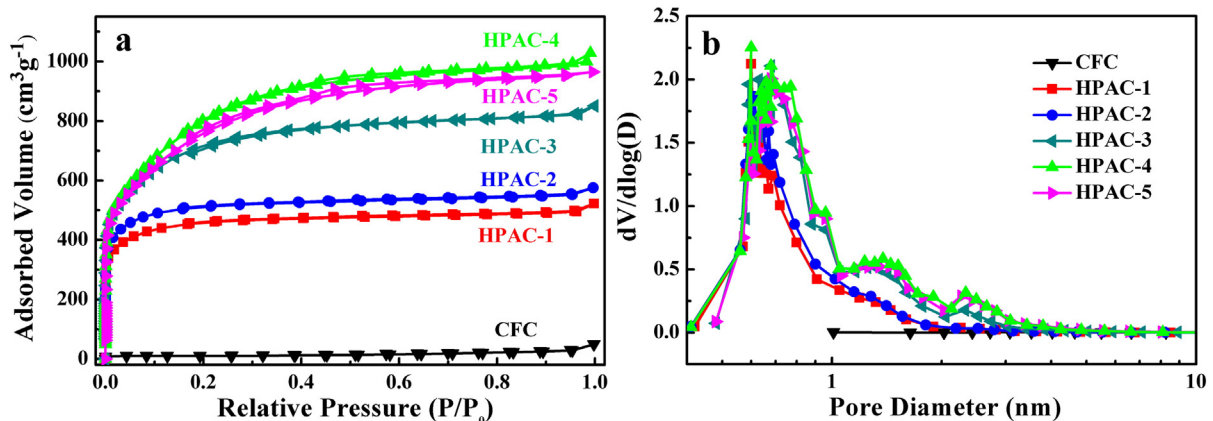 a
HPAC-4
HPAC-5
HPAC-3
HPAC-2
HPAC-1
CFC
Adsorbed Volume (cm³g⁻¹)
1000
800
600
400
200
0
0.0 0.2 0.4 0.6 0.8 1.0
Relative Pressure (P/P₀)
b
CFC
HPAC-1
HPAC-2
HPAC-3
HPAC-4
HPAC-5
dV/dlog(D)
2.5
2.0
1.5
1.0
0.5
0.0
1 10
Pore Diameter (nm)